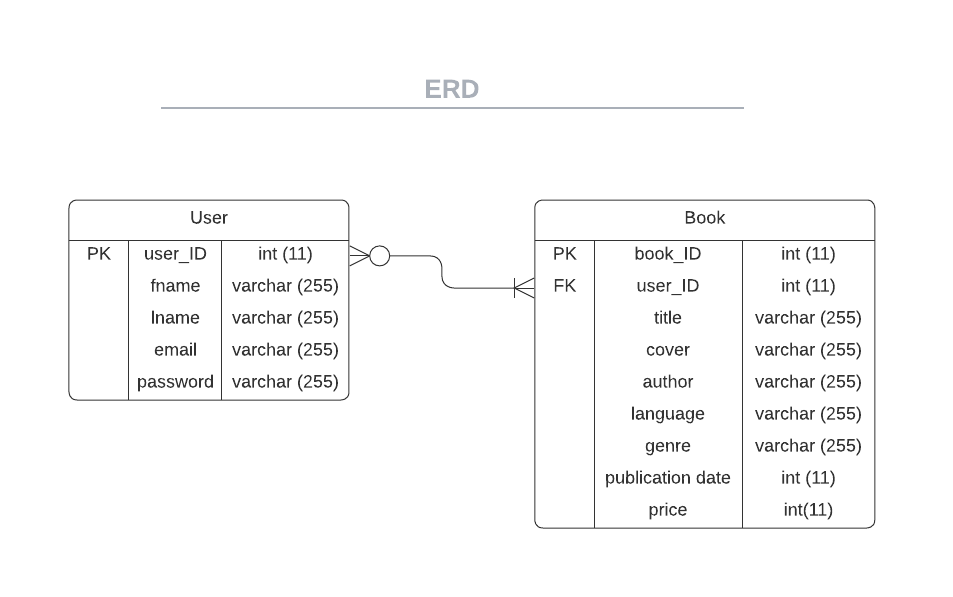 ERD
User
PK user_ID int (11)
fname varchar (255)
lname varchar (255)
email varchar (255)
password varchar (255)
Book
PK book_ID int (11)
FK user_ID int (11)
title varchar (255)
cover varchar (255)
author varchar (255)
language varchar (255)
genre varchar (255)
publication date int (11)
price int(11)